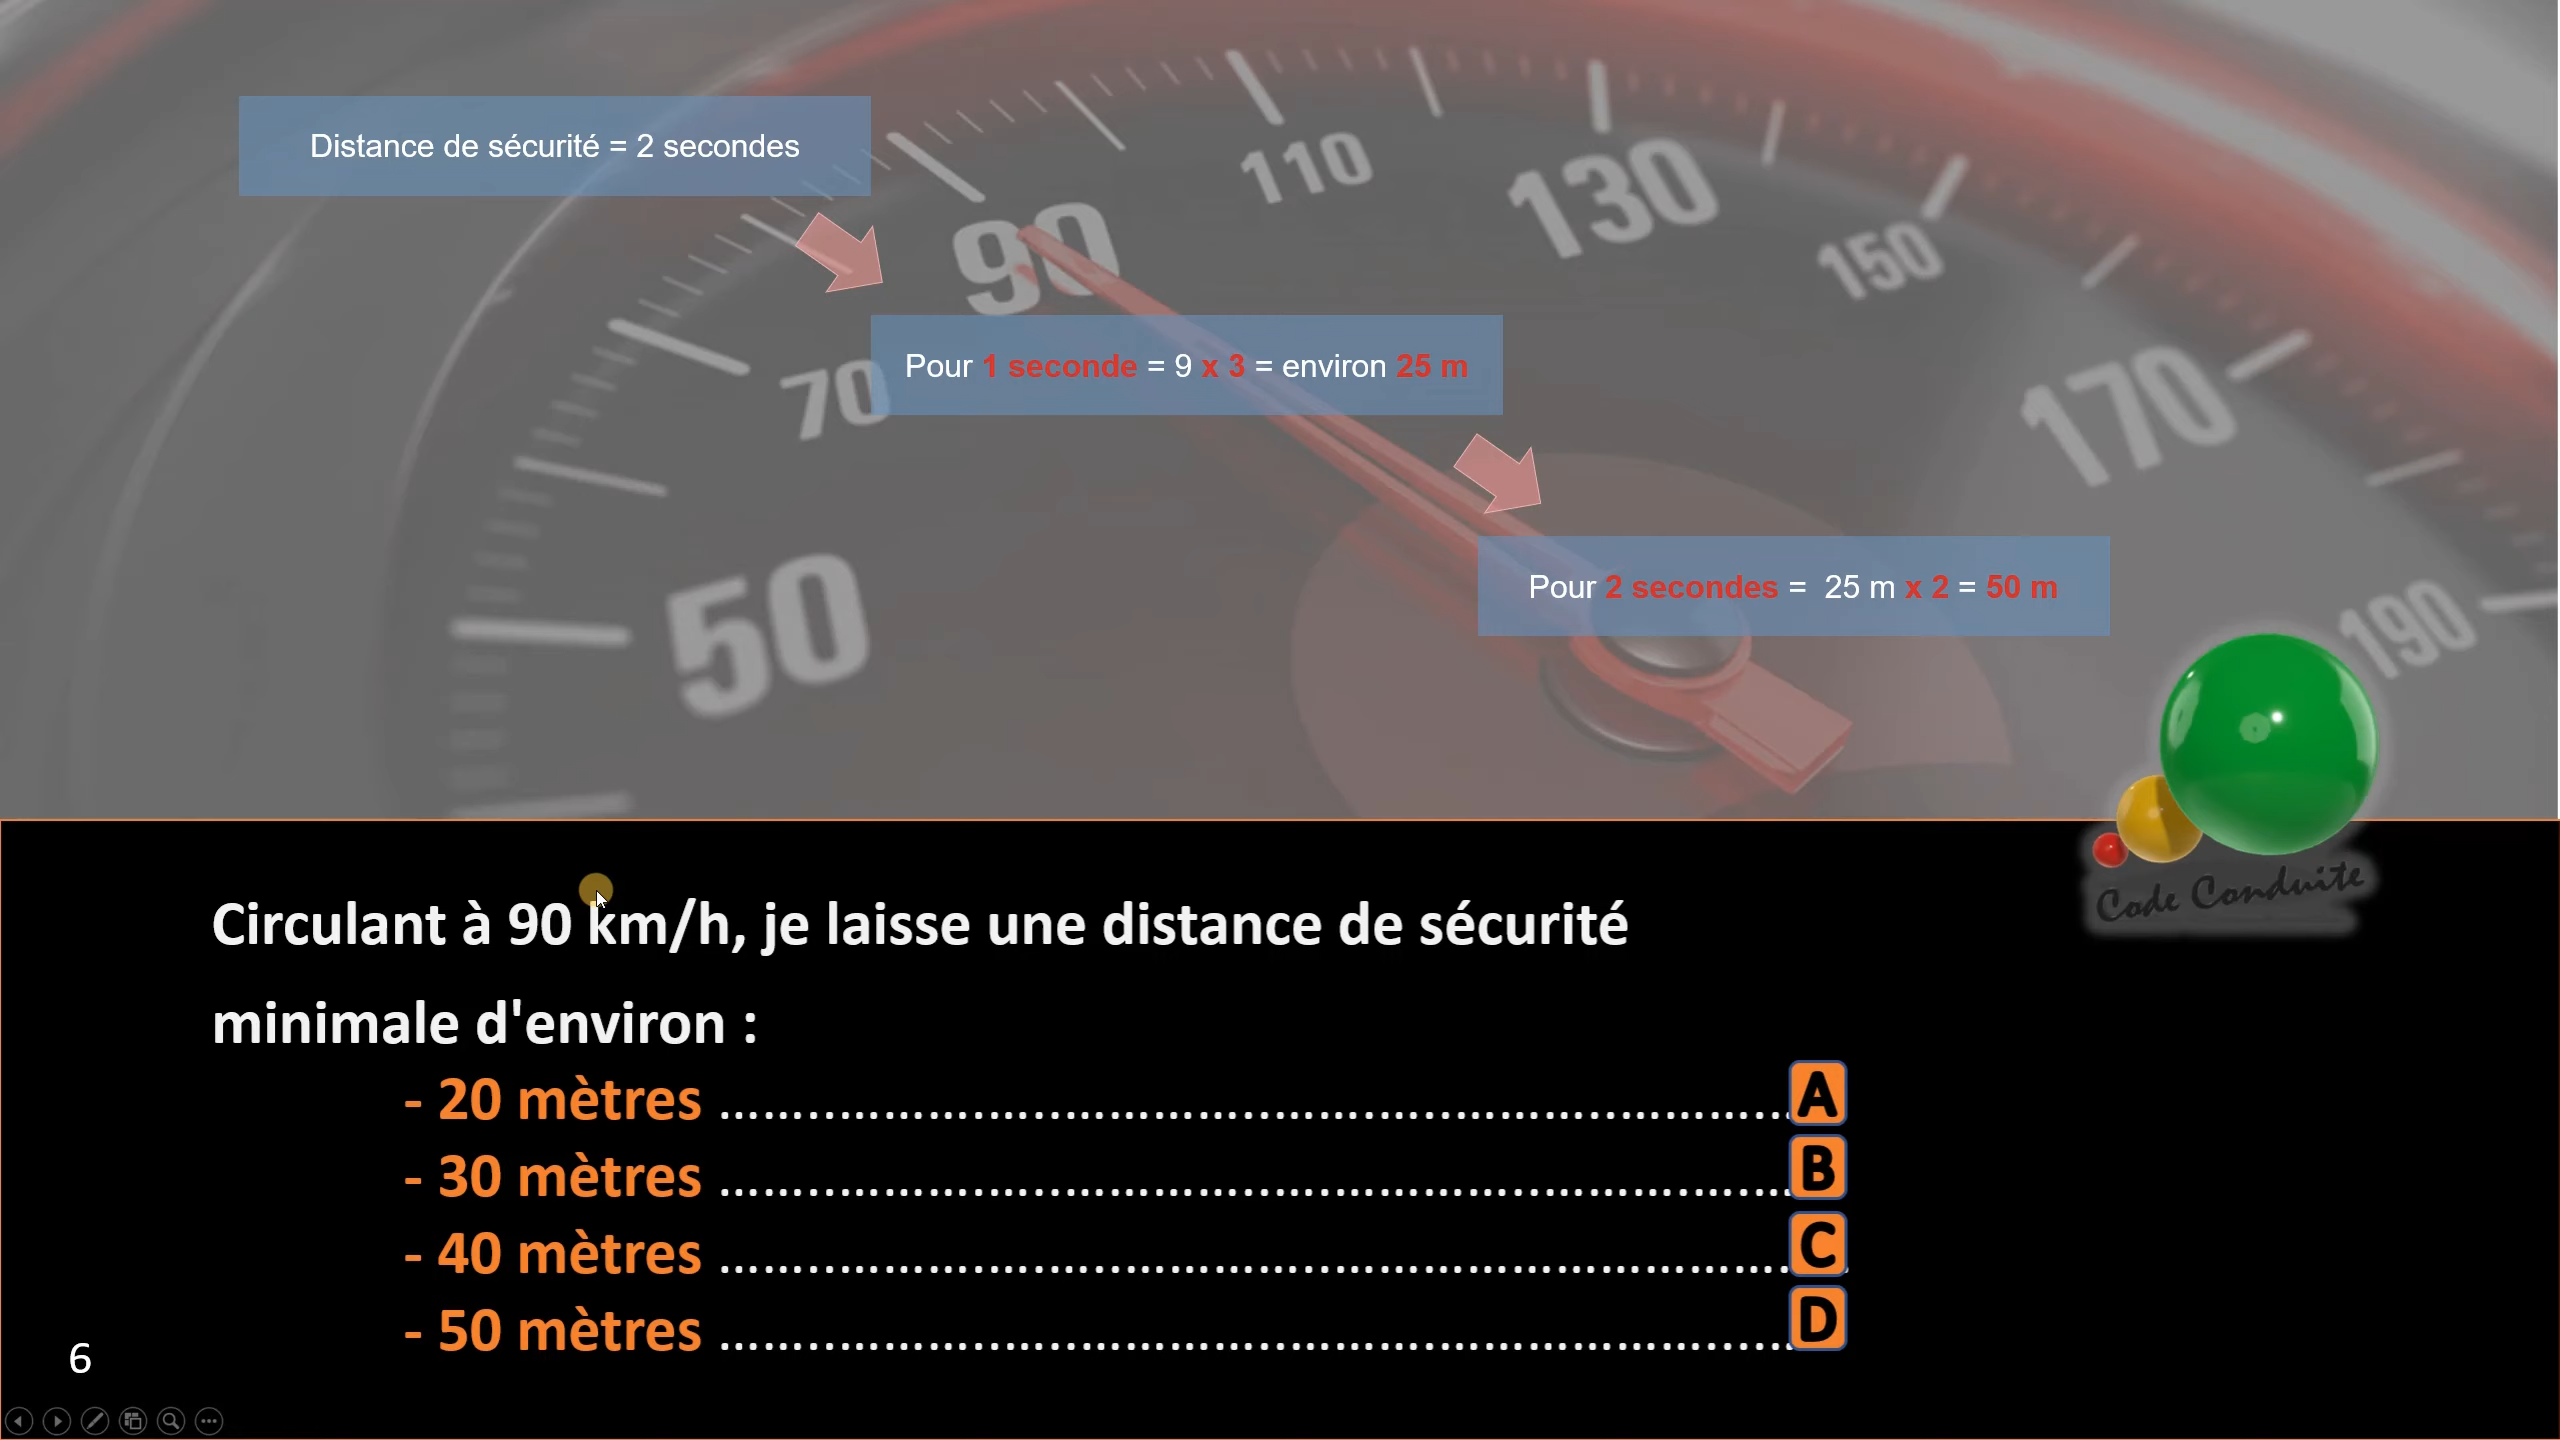 Distance de sécurité = 2 secondes
110
130
90
150
Pour 1 seconde = 9 x 3 = environ 25 m
70
170
Pour 2 secondes =  25 m x 2 = 50 m
50
190
Code Conduite
Circulant à 90 km/h, je laisse une distance de sécurité
minimale d'environ :
- 20 mètres ........................................................................ A
- 30 mètres ........................................................................ B
- 40 mètres ........................................................................ C
- 50 mètres ........................................................................ D
6